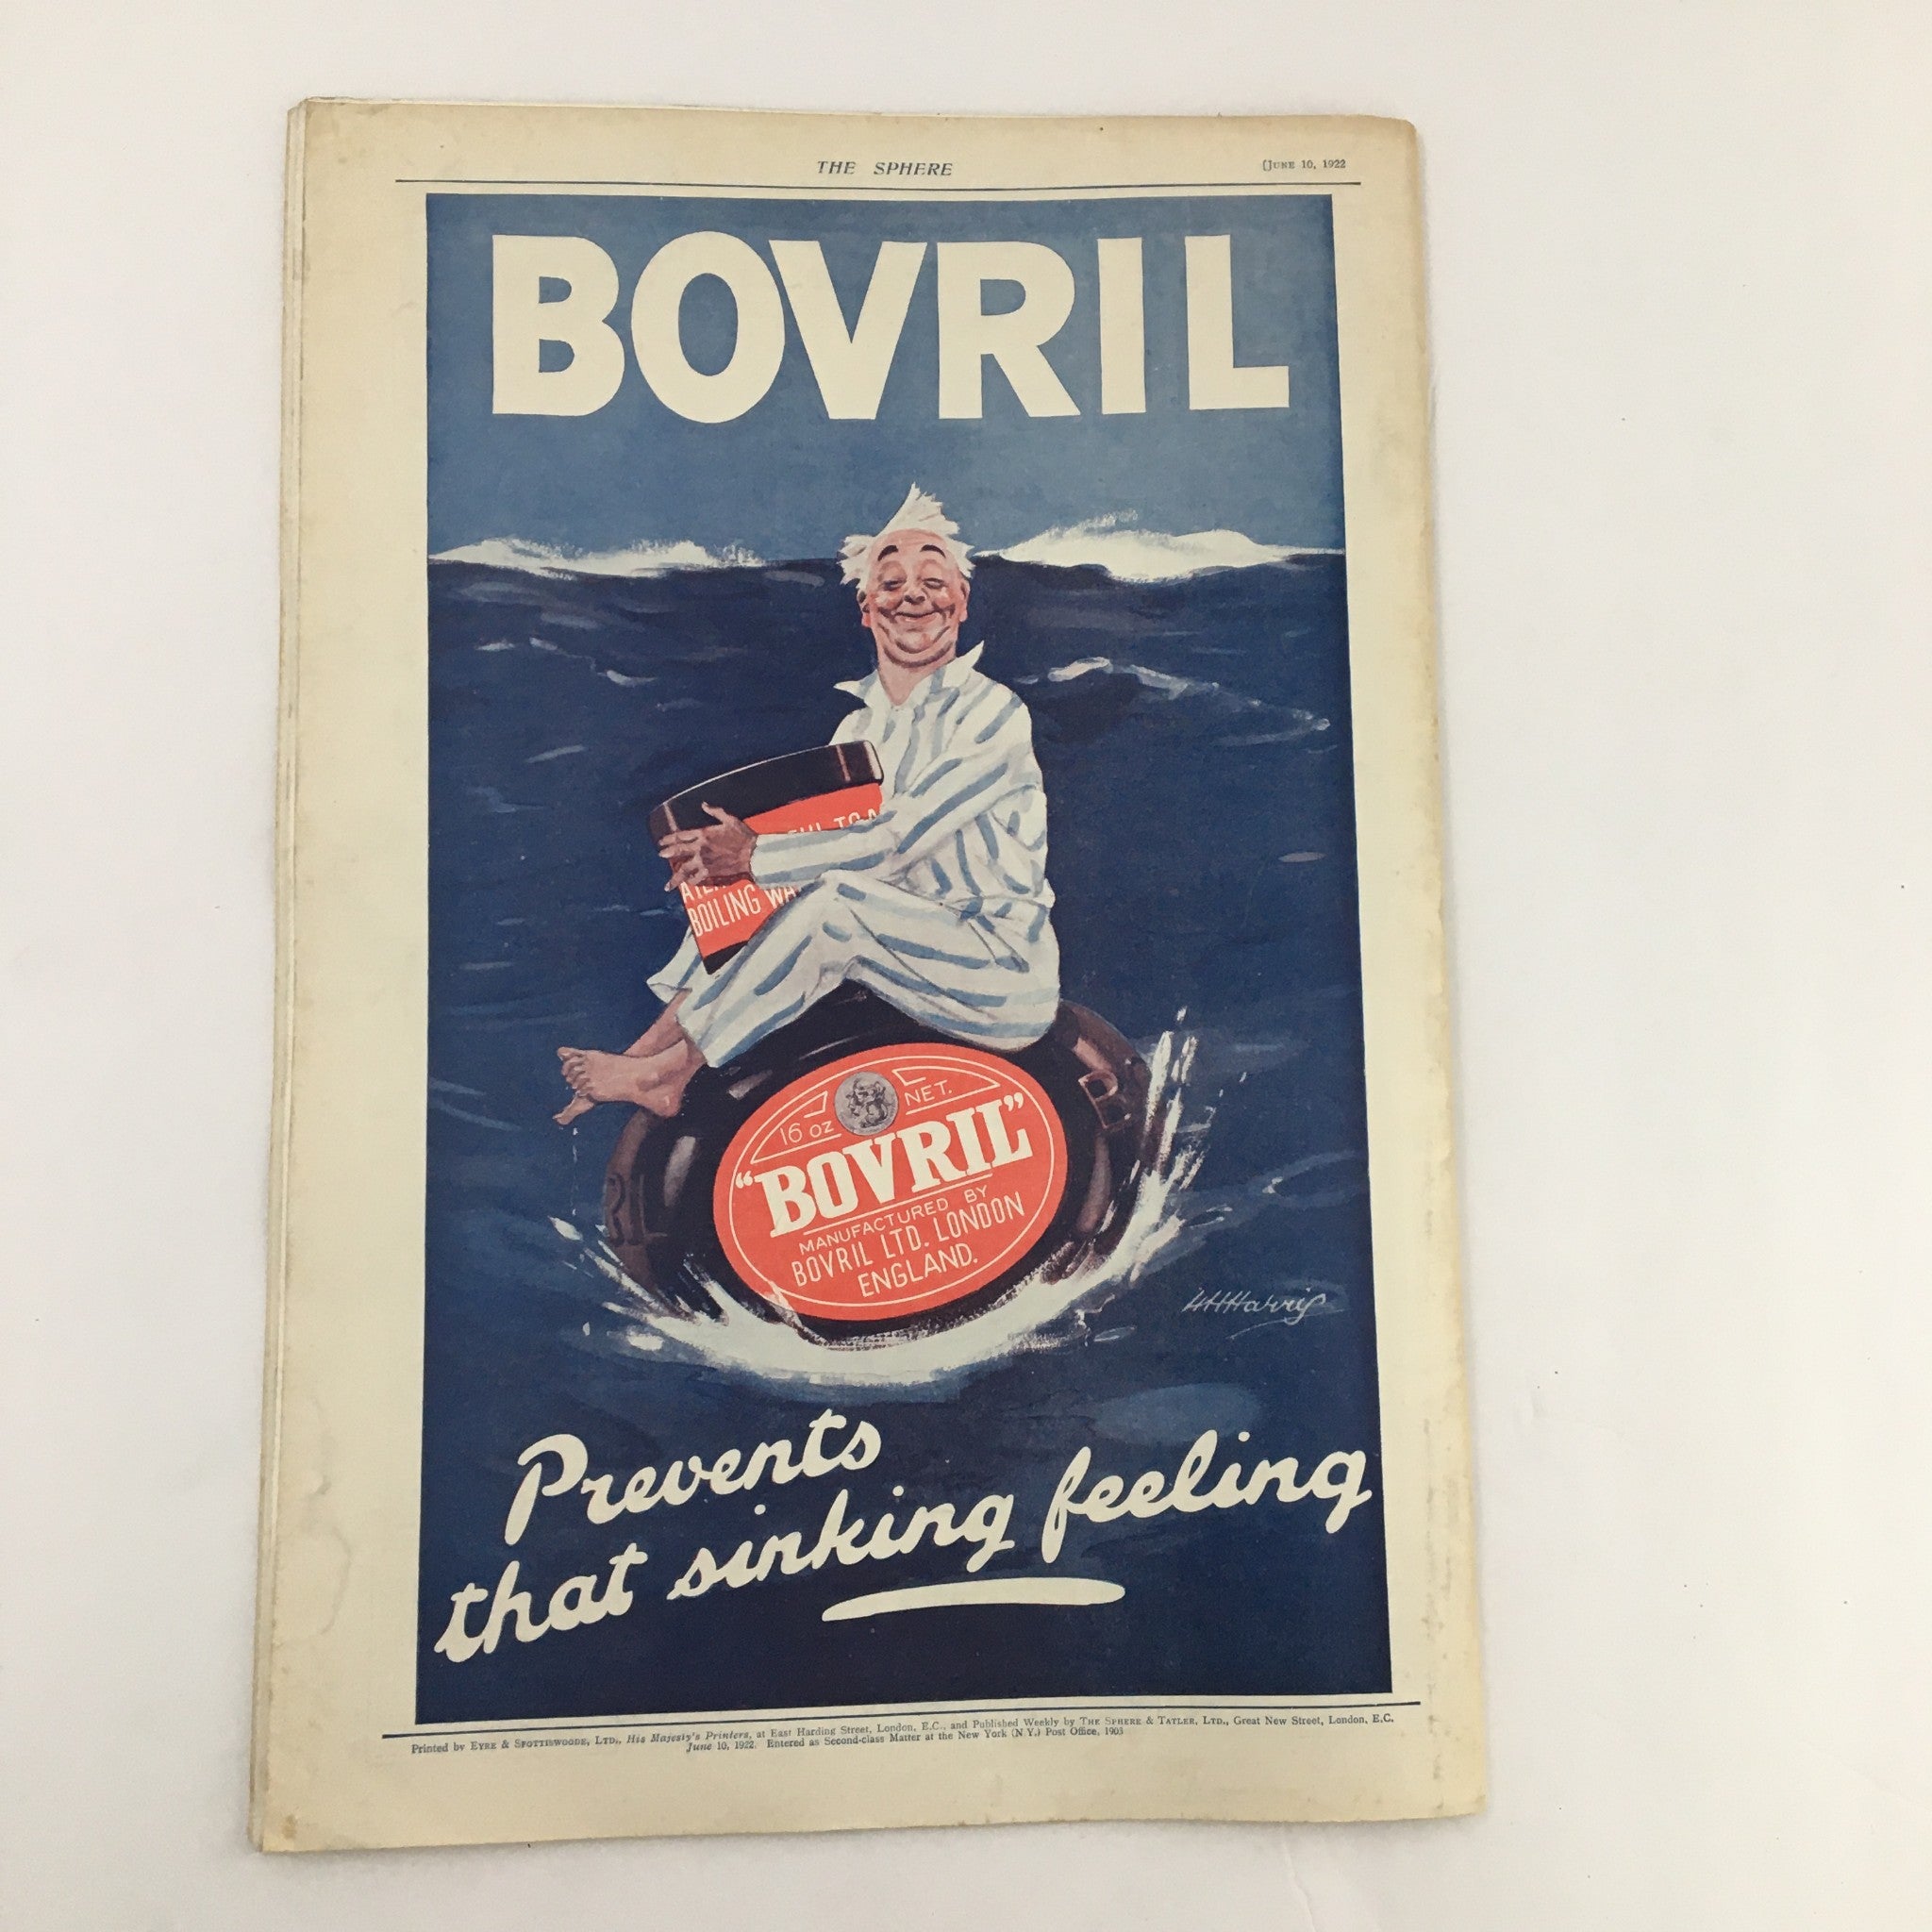 THE SPHERE
[JUNE 10, 1922
BOVRIL
BOILING
16 oz NET.
"BOVRIL"
MANUFACTURED BY
BOVRIL LTD. LONDON
ENGLAND.
B
RIL
HHHarris
Prevents
that sinking feeling
Printed by EYRE & SPOTTISWOODE, LTD., His Majesty's Printers, at East Harding Street, London, E.C., and Published Weekly by THE SPHERE & TATLER, LTD., Great New Street, London, E.C.
June 10, 1922. Entered as Second-class Matter at the New York (N.Y.) Post Office, 1903